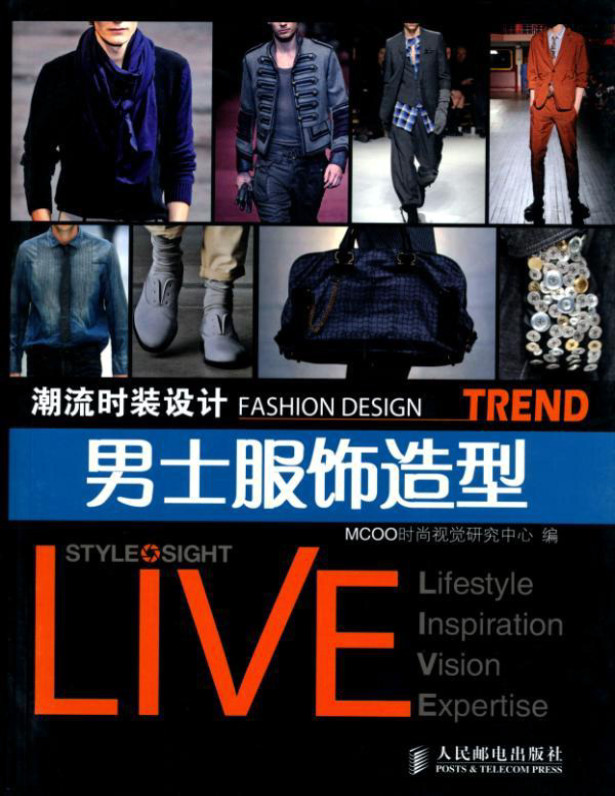 潮流时装设计 FASHION DESIGN TREND
男士服饰造型
MCOO时尚视觉研究中心 编
STYLE SIGHT
LiVE
Lifestyle
Inspiration
Vision
Expertise
人民邮电出版社
POSTS & TELECOM PRESS